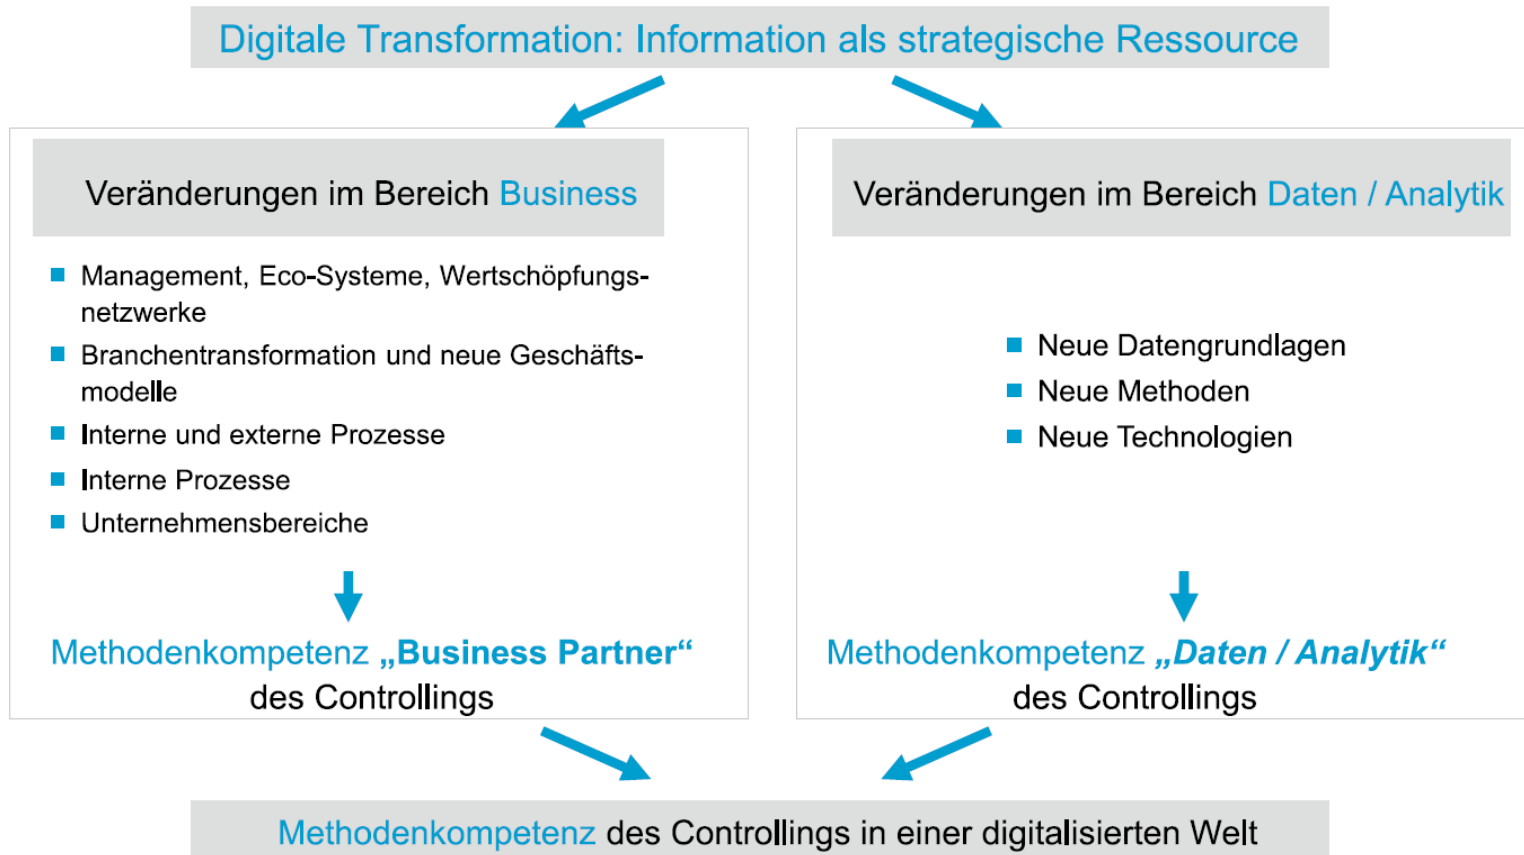 Digitale Transformation: Information als strategische Ressource
Veränderungen im Bereich Business
Management, Eco-Systeme, Wertschöpfungs-
netzwerke
Branchentransformation und neue Geschäfts-
modelle
Interne und externe Prozesse
Interne Prozesse
Unternehmensbereiche
Methodenkompetenz „Business Partner“
des Controllings
Veränderungen im Bereich Daten / Analytik
Neue Datengrundlagen
Neue Methoden
Neue Technologien
Methodenkompetenz „Daten / Analytik“
des Controllings
Methodenkompetenz des Controllings in einer digitalisierten Welt